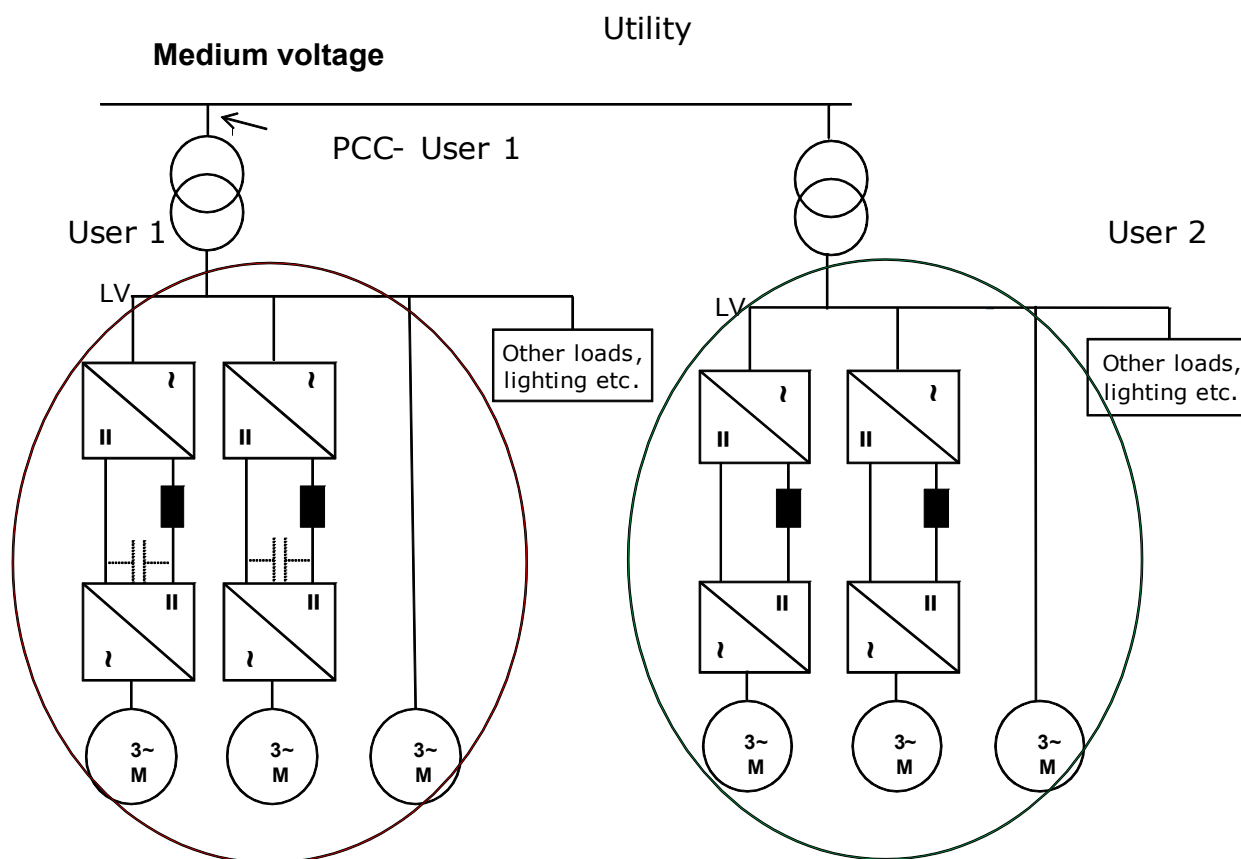 Utility
Medium voltage
PCC- User 1
User 1
User 2
LV
LV
Other loads,
lighting etc.
Other loads,
lighting etc.
~
~
~
~
II
II
II
II
II
II
II
II
~
~
~
~
3~
M
3~
M
3~
M
3~
M
3~
M
3~
M